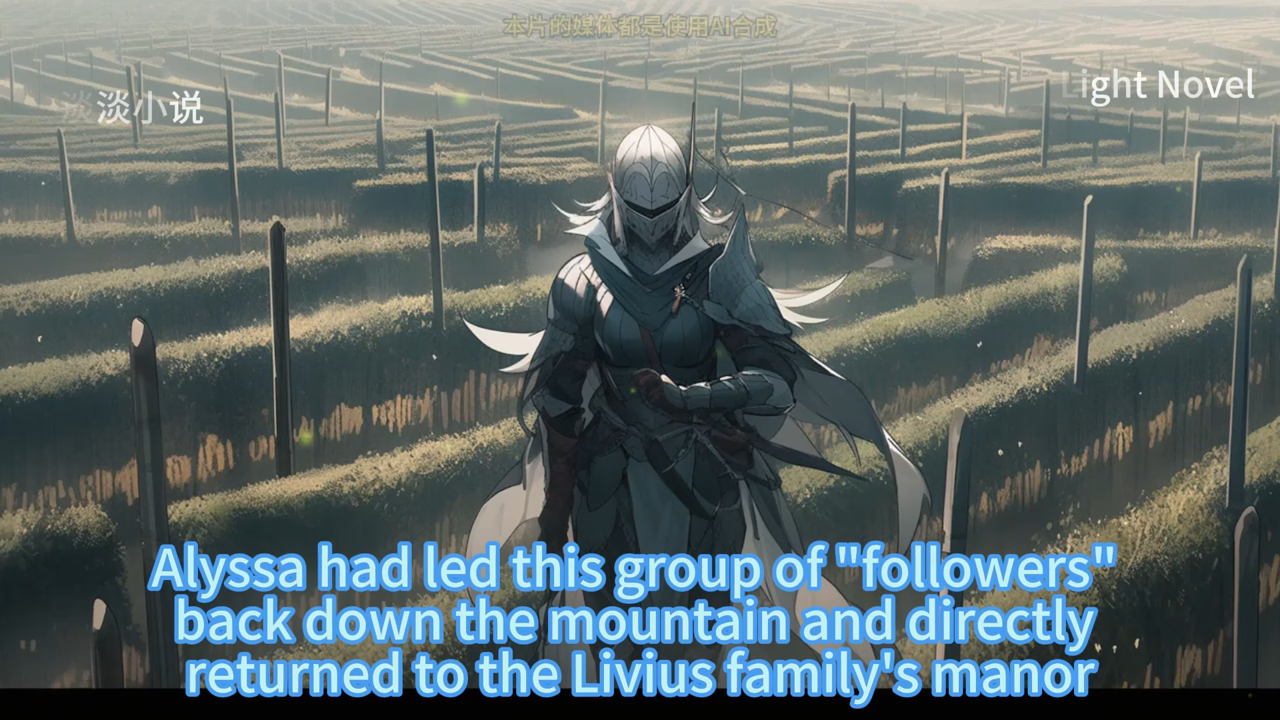 本片的媒体都是使用AI合成
淡淡小说
Light Novel
Alyssa had led this group of "followers"
back down the mountain and directly
returned to the Livius family's manor